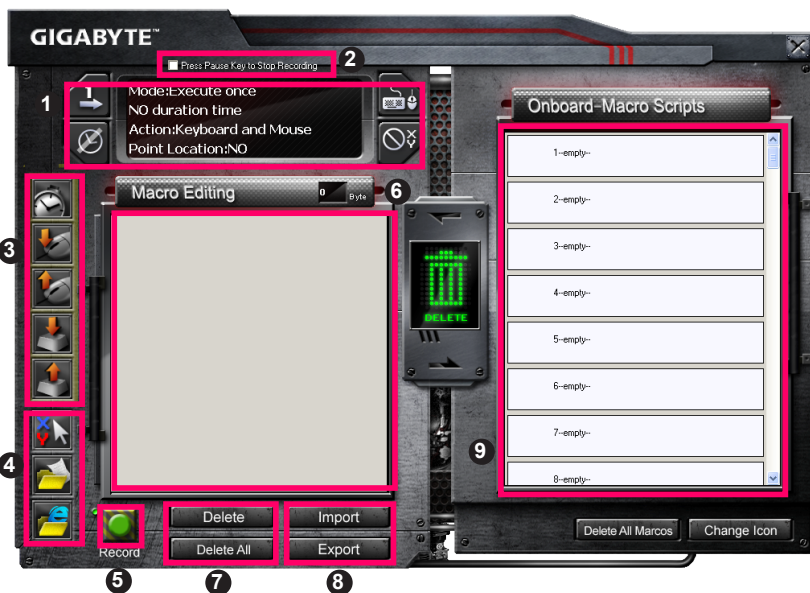 GIGABYTE™
Press Pause Key to Stop Recording
2
1
1
Mode:Execute once
NO duration time
Action:Keyboard and Mouse
Point Location:NO
X
Y
Macro Editing
0
Byte
6
3
DELETE
X
Y
4
Record
5
Delete
Delete All
7
Import
Export
8
Onboard-Macro Scripts
1--empty--
2--empty--
3--empty--
4--empty--
5--empty--
6--empty--
7--empty--
8--empty--
9
Delete All Marcos
Change Icon